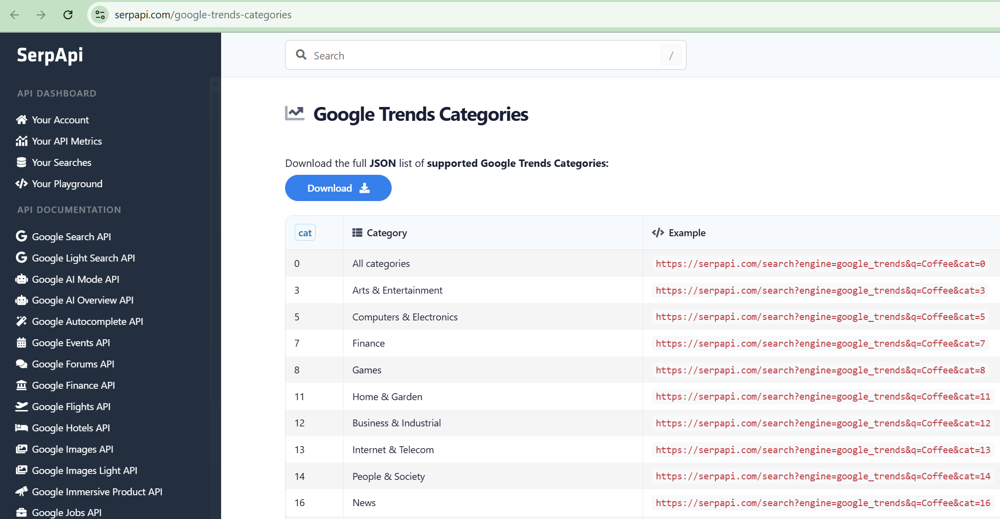 serpapi.com/google-trends-categories
SerpApi
API DASHBOARD
Your Account
Your API Metrics
Your Searches
Your Playground
API DOCUMENTATION
Google Search API
Google Light Search API
Google AI Mode API
Google AI Overview API
Google Autocomplete API
Google Events API
Google Forums API
Google Finance API
Google Flights API
Google Hotels API
Google Images API
Google Images Light API
Google Immersive Product API
Google Jobs API
Search /
Google Trends Categories
Download the full JSON list of supported Google Trends Categories:
Download
cat Category Example
0 All categories https://serpapi.com/search?engine=google_trends&q=Coffee&cat=0
3 Arts & Entertainment https://serpapi.com/search?engine=google_trends&q=Coffee&cat=3
5 Computers & Electronics https://serpapi.com/search?engine=google_trends&q=Coffee&cat=5
7 Finance https://serpapi.com/search?engine=google_trends&q=Coffee&cat=7
8 Games https://serpapi.com/search?engine=google_trends&q=Coffee&cat=8
11 Home & Garden https://serpapi.com/search?engine=google_trends&q=Coffee&cat=11
12 Business & Industrial https://serpapi.com/search?engine=google_trends&q=Coffee&cat=12
13 Internet & Telecom https://serpapi.com/search?engine=google_trends&q=Coffee&cat=13
14 People & Society https://serpapi.com/search?engine=google_trends&q=Coffee&cat=14
16 News https://serpapi.com/search?engine=google_trends&q=Coffee&cat=16